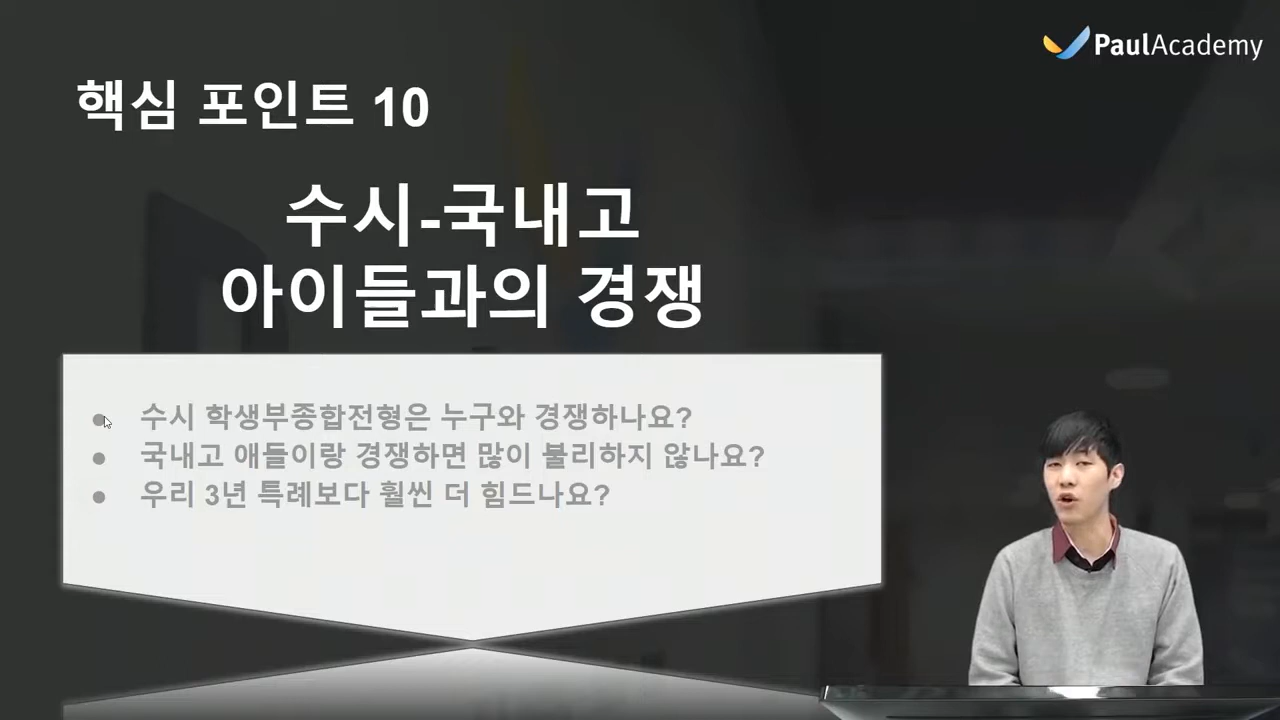 PaulAcademy
핵심 포인트 10
수시-국내고
아이들과의 경쟁
● 수시 학생부종합전형은 누구와 경쟁하나요?
● 국내고 애들이랑 경쟁하면 많이 불리하지 않나요?
● 우리 3년 특례보다 훨씬 더 힘드나요?